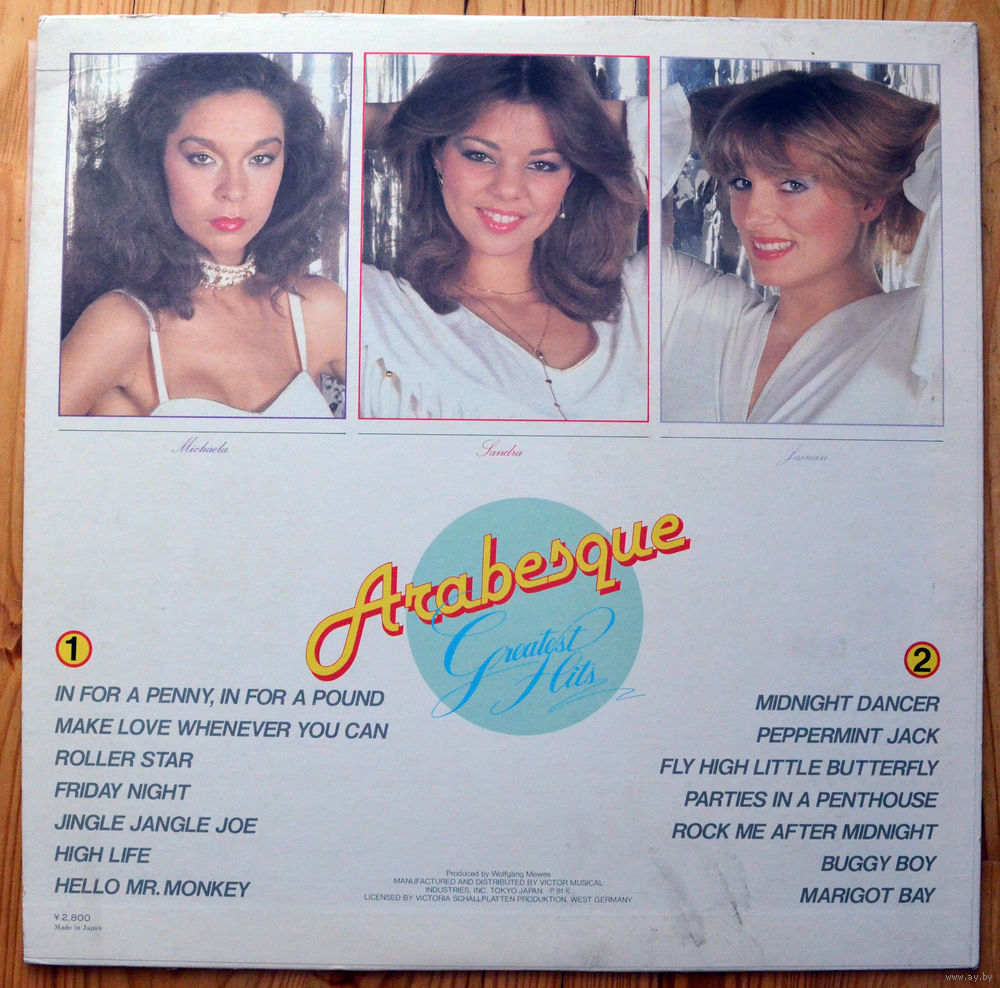 Michaela
Sandra
Jasmin
Arabesque
Greatest
Hits
1
IN FOR A PENNY, IN FOR A POUND
MAKE LOVE WHENEVER YOU CAN
ROLLER STAR
FRIDAY NIGHT
JINGLE JANGLE JOE
HIGH LIFE
HELLO MR. MONKEY
2
MIDNIGHT DANCER
PEPPERMINT JACK
FLY HIGH LITTLE BUTTERFLY
PARTIES IN A PENTHOUSE
ROCK ME AFTER MIDNIGHT
BUGGY BOY
MARIGOT BAY
Produced by Wolfgang Mewes
MANUFACTURED AND DISTRIBUTED BY VICTOR MUSICAL
INDUSTRIES, INC. TOKYO JAPAN. P 81 K
LICENSED BY VICTORIA SCHALLPLATTEN PRODUKTION, WEST GERMANY
¥ 2,800
Made in Japan
www.ay.by